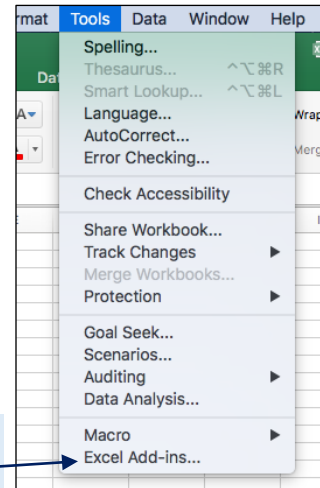 rmat Tools Data Window Help
Spelling...
Thesaurus... ^⌥⌘R
Smart Lookup... ^⌥⌘L
Language...
AutoCorrect...
Error Checking...
Check Accessibility
Share Workbook...
Track Changes ▶
Merge Workbooks...
Protection ▶
Goal Seek...
Scenarios...
Auditing ▶
Data Analysis...
Macro ▶
Excel Add-ins...
Dat
A
Wrap
Merg